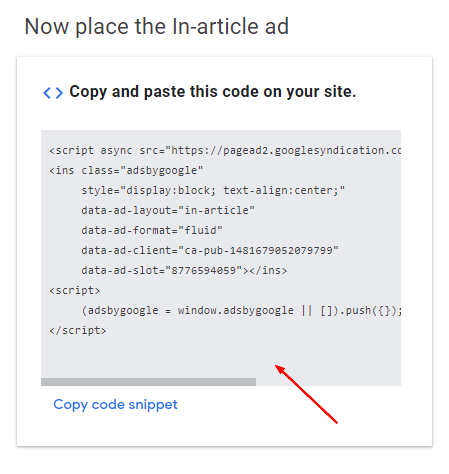 Now place the In-article ad
<> Copy and paste this code on your site.
<script async src="https://pagead2.googlesyndication.co
<ins class="adsbygoogle"
style="display:block; text-align:center;"
data-ad-layout="in-article"
data-ad-format="fluid"
data-ad-client="ca-pub-1481679052079799"
data-ad-slot="8776594059"></ins>
<script>
(adsbygoogle = window.adsbygoogle || []).push({});
</script>
Copy code snippet